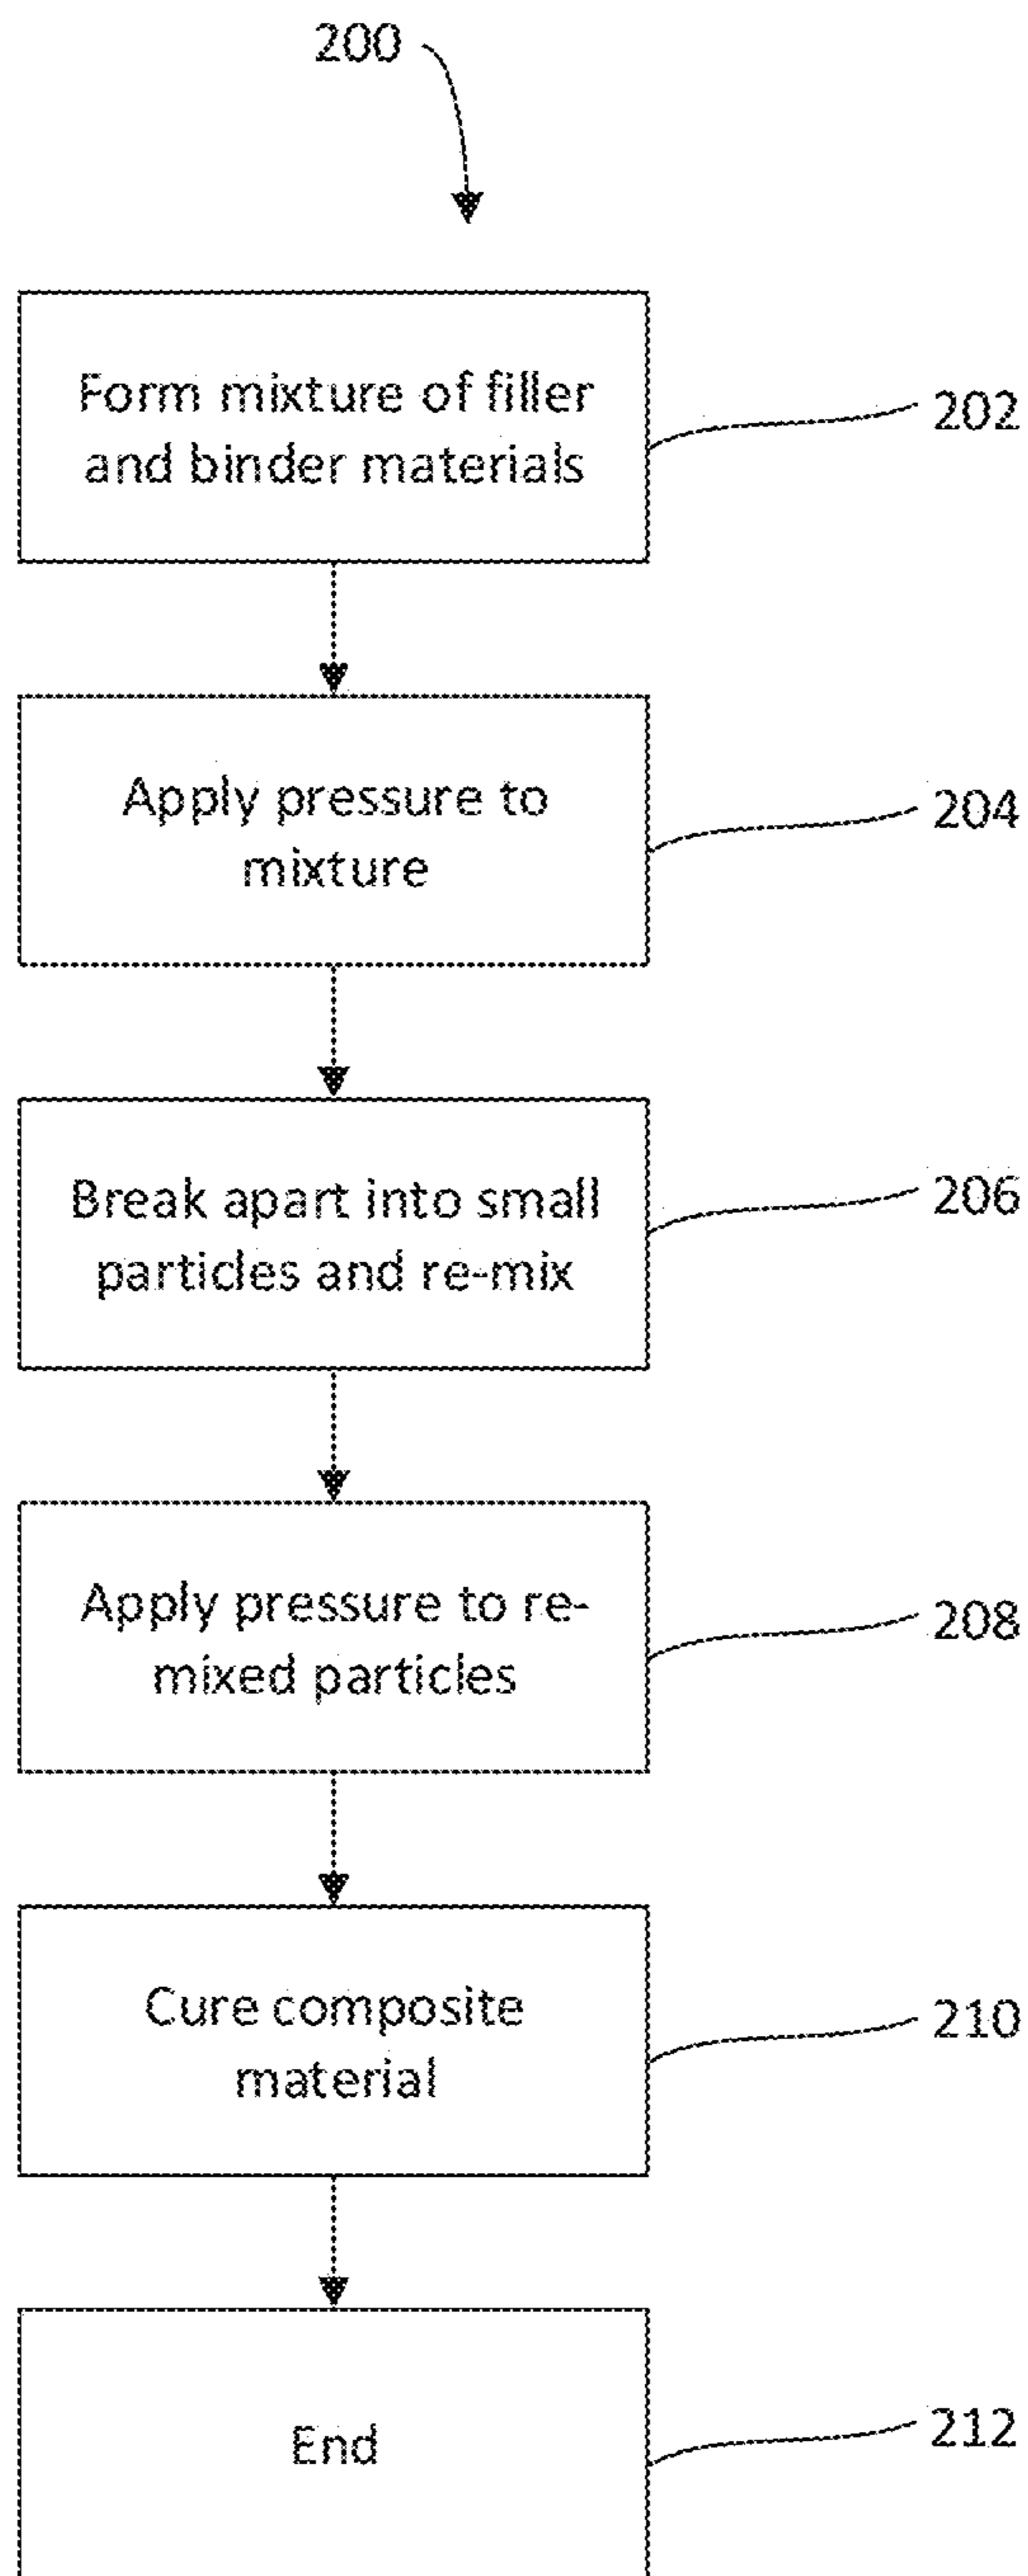 200
Form mixture of filler
and binder materials
202
Apply pressure to
mixture
204
Break apart into small
particles and re-mix
206
Apply pressure to re-
mixed particles
208
Cure composite
material
210
End
212